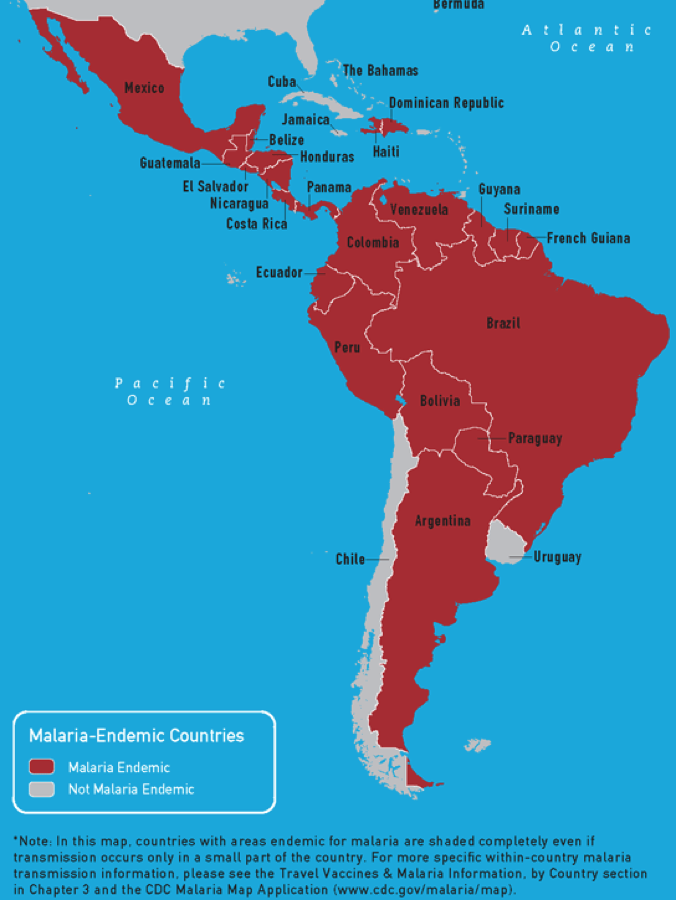 Bermuda
Atlantic
Ocean
The Bahamas
Cuba
Dominican Republic
Mexico
Jamaica
Belize
Haiti
Honduras
Guatemala
El Salvador
Panama
Guyana
Nicaragua
Suriname
Venezuela
Costa Rica
French Guiana
Colombia
Ecuador
Brazil
Peru
Pacific
Ocean
Bolivia
Paraguay
Argentina
Chile
Uruguay
Malaria-Endemic Countries
Malaria Endemic
Not Malaria Endemic
*Note: In this map, countries with areas endemic for malaria are shaded completely even if
transmission occurs only in a small part of the country. For more specific within-country malaria
transmission information, please see the Travel Vaccines & Malaria Information, by Country section
in Chapter 3 and the CDC Malaria Map Application (www.cdc.gov/malaria/map).